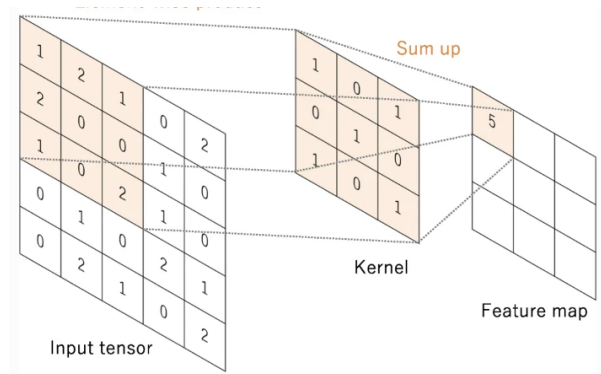 Sum up
1 2 1 0 2
2 0 0 1 0
1 0 2 1 0
0 1 0 2 1
0 2 1 0 2
1 0 1
0 1 0
1 0 1
5
Kernel
Feature map
Input tensor